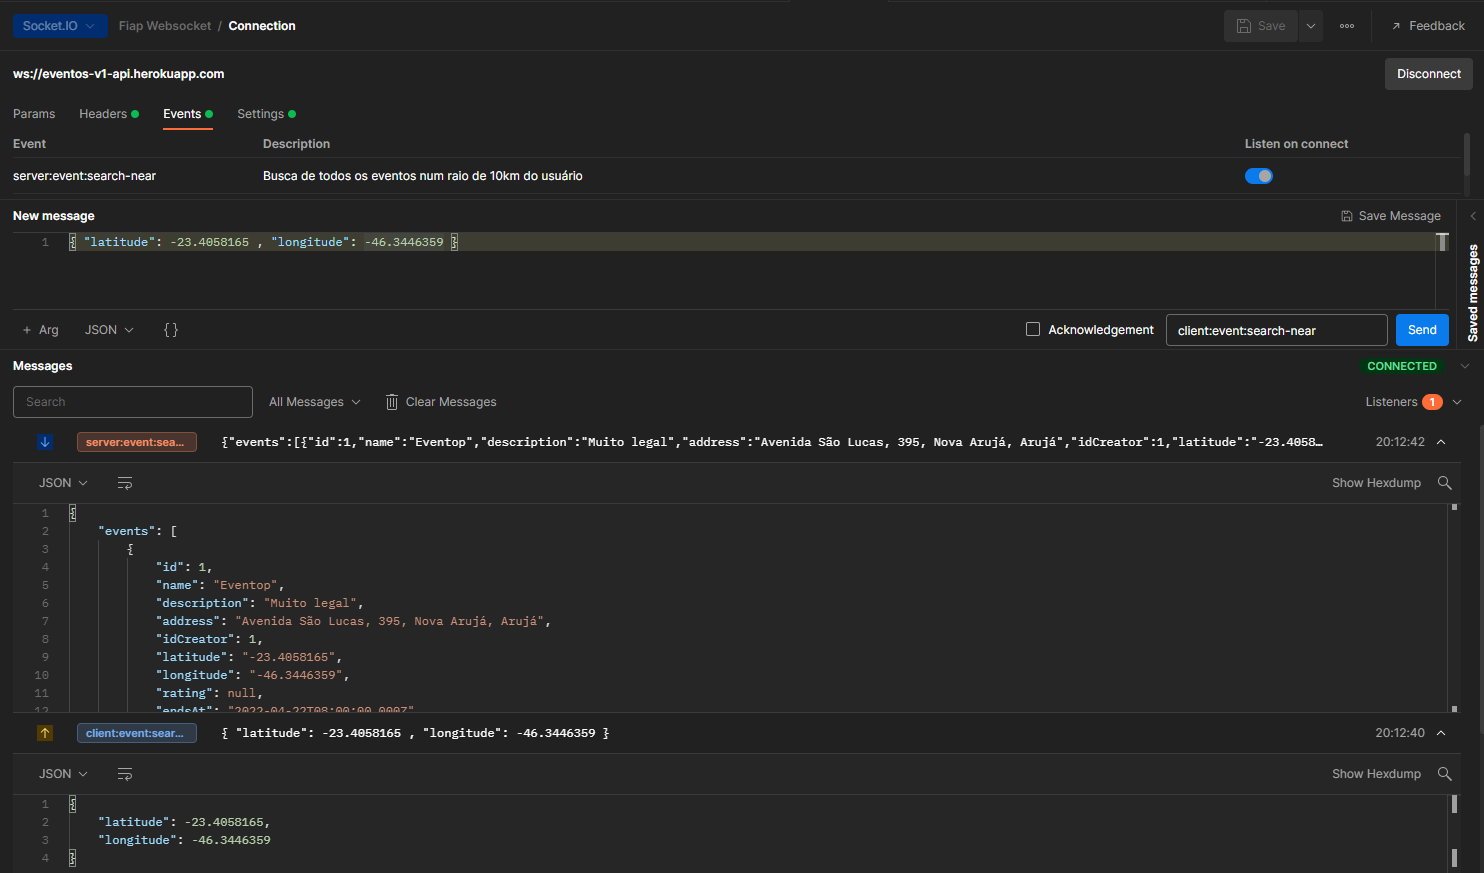 Socket.IO Fiap Websocket / Connection Save Feedback
ws://eventos-v1-api.herokuapp.com Disconnect
Params Headers Events Settings
Event Description Listen on connect
server:event:search-near Busca de todos os eventos num raio de 10km do usuário
New message Save Message
1 { "latitude": -23.4058165 , "longitude": -46.3446359 }
Saved messages
+ Arg JSON {} Acknowledgement client:event:search-near Send
Messages CONNECTED
Search All Messages Clear Messages Listeners 1
server:event:sea... {"events":[{"id":1,"name":"Eventop","description":"Muito legal","address":"Avenida São Lucas, 395, Nova Arujá, Arujá","idCreator":1,"latitude":"-23.4058... 20:12:42
JSON Show Hexdump
1 {
2 "events": [
3 {
4 "id": 1,
5 "name": "Eventop",
6 "description": "Muito legal",
7 "address": "Avenida São Lucas, 395, Nova Arujá, Arujá",
8 "idCreator": 1,
9 "latitude": "-23.4058165",
10 "longitude": "-46.3446359",
11 "rating": null,
12 "endsAt": "2022-04-22T08:00:00.000Z"
client:event:sear... { "latitude": -23.4058165 , "longitude": -46.3446359 } 20:12:40
JSON Show Hexdump
1 {
2 "latitude": -23.4058165,
3 "longitude": -46.3446359
4 }